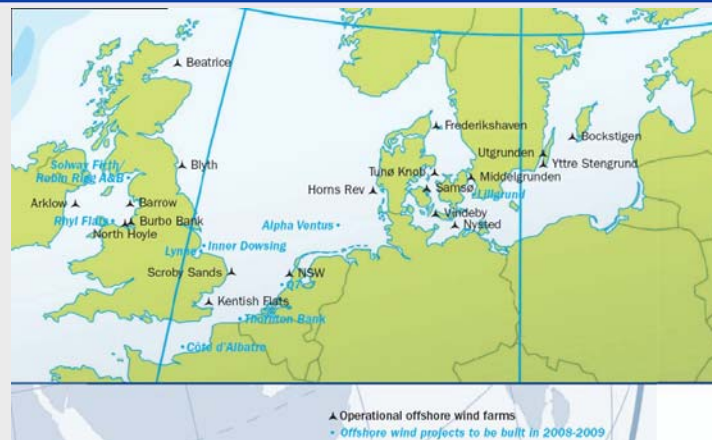 Beatrice
Frederikshaven
Bockstigen
Utgrunden
Yttre Stengrund
Solway Firth/
Robin Rigg A&B
Blyth
Tunø Knob
Middelgrunden
Horns Rev
Samsø
Lillgrund
Arklow
Barrow
Rhyl Flats
Burbo Bank
North Hoyle
Alpha Ventus
Vindeby
Nysted
Lynn
Inner Dowsing
Scroby Sands
NSW
Q7
Kentish Flats
Thornton Bank
Côte d'Albatre
Operational offshore wind farms
Offshore wind projects to be built in 2008-2009